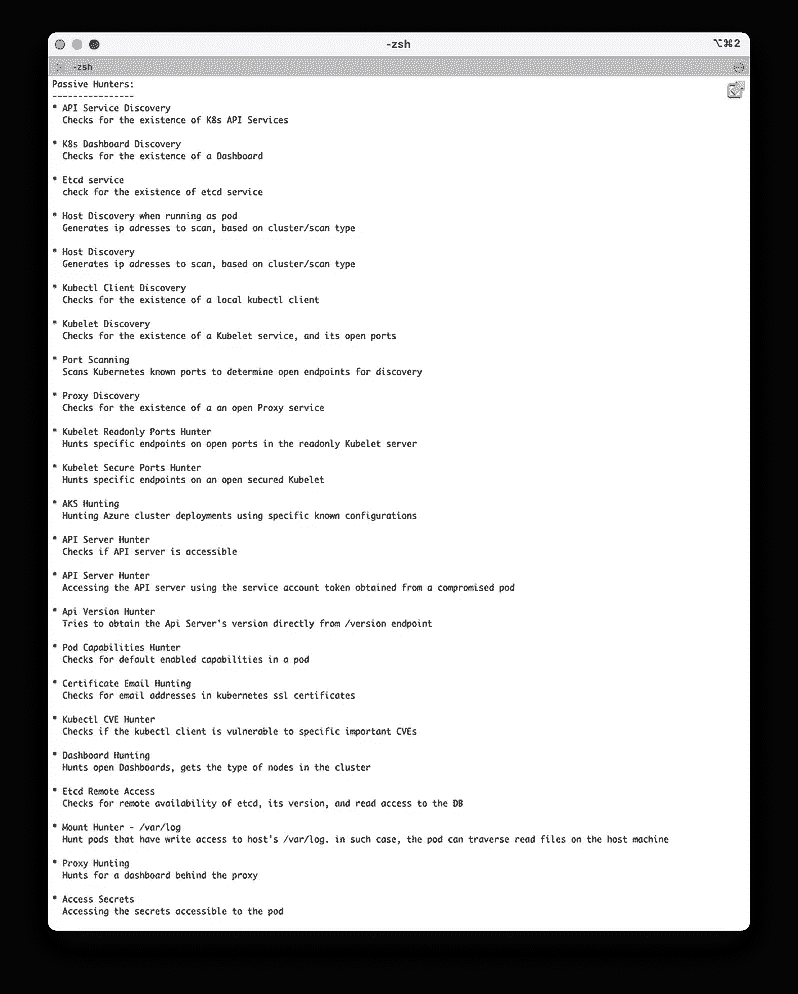 -zsh
⌥⌘2
-zsh
Passive Hunters:
----------------
* API Service Discovery
Checks for the existence of K8s API Services
* K8s Dashboard Discovery
Checks for the existence of a Dashboard
* Etcd service
check for the existence of etcd service
* Host Discovery when running as pod
Generates ip adresses to scan, based on cluster/scan type
* Host Discovery
Generates ip adresses to scan, based on cluster/scan type
* Kubectl Client Discovery
Checks for the existence of a local kubectl client
* Kubelet Discovery
Checks for the existence of a Kubelet service, and its open ports
* Port Scanning
Scans Kubernetes known ports to determine open endpoints for discovery
* Proxy Discovery
Checks for the existence of a an open Proxy service
* Kubelet Readonly Ports Hunter
Hunts specific endpoints on open ports in the readonly Kubelet server
* Kubelet Secure Ports Hunter
Hunts specific endpoints on an open secured Kubelet
* AKS Hunting
Hunting Azure cluster deployments using specific known configurations
* API Server Hunter
Checks if API server is accessible
* API Server Hunter
Accessing the API server using the service account token obtained from a compromised pod
* Api Version Hunter
Tries to obtain the Api Server's version directly from /version endpoint
* Pod Capabilities Hunter
Checks for default enabled capabilities in a pod
* Certificate Email Hunting
Checks for email addresses in kubernetes ssl certificates
* Kubectl CVE Hunter
Checks if the kubectl client is vulnerable to specific important CVEs
* Dashboard Hunting
Hunts open Dashboards, gets the type of nodes in the cluster
* Etcd Remote Access
Checks for remote availability of etcd, its version, and read access to the DB
* Mount Hunter - /var/log
Hunt pods that have write access to host's /var/log. in such case, the pod can traverse read files on the host machine
* Proxy Hunting
Hunts for a dashboard behind the proxy
* Access Secrets
Accessing the secrets accessible to the pod